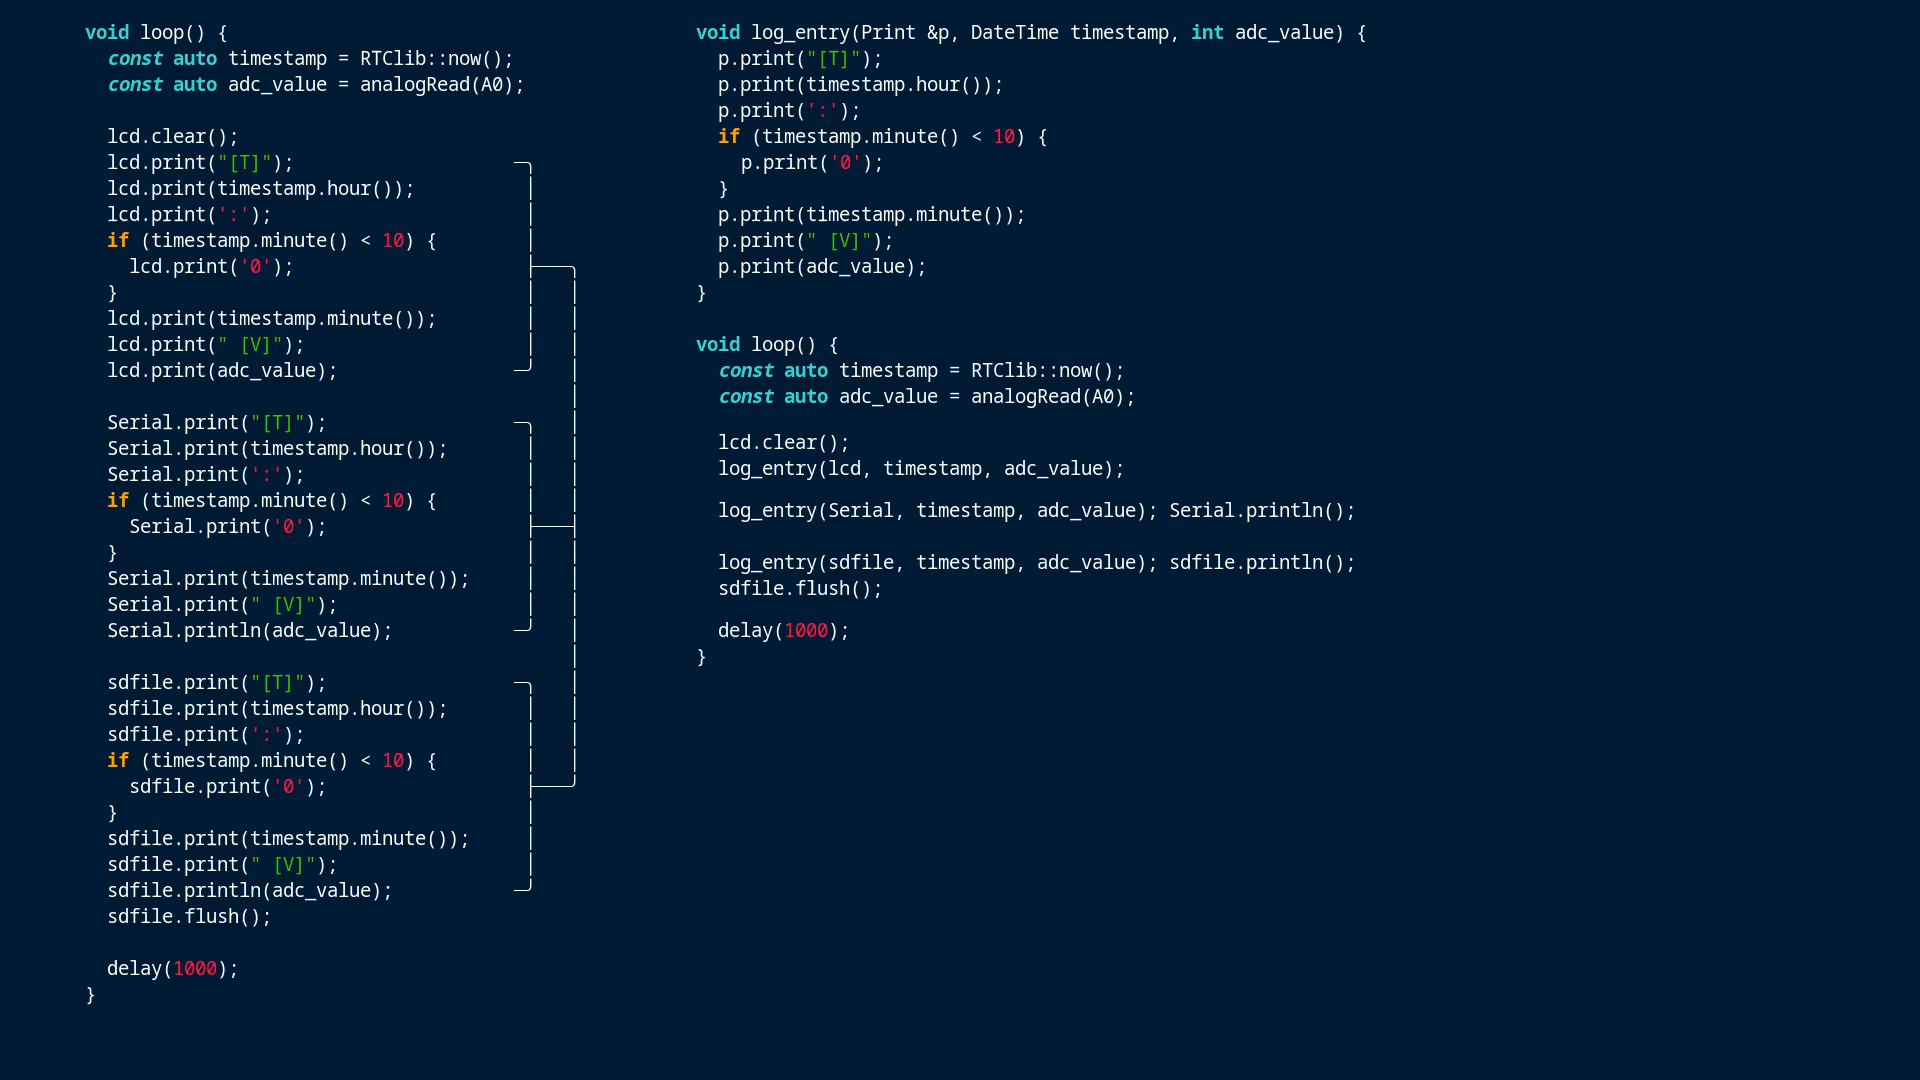 void loop() {
  const auto timestamp = RTClib::now();
  const auto adc_value = analogRead(A0);
  lcd.clear();
  lcd.print("[T]");
  lcd.print(timestamp.hour());
  lcd.print(':');
  if (timestamp.minute() < 10) {
    lcd.print('0');
  }
  lcd.print(timestamp.minute());
  lcd.print(" [V]");
  lcd.print(adc_value);
  Serial.print("[T]");
  Serial.print(timestamp.hour());
  Serial.print(':');
  if (timestamp.minute() < 10) {
    Serial.print('0');
  }
  Serial.print(timestamp.minute());
  Serial.print(" [V]");
  Serial.println(adc_value);
  sdfile.print("[T]");
  sdfile.print(timestamp.hour());
  sdfile.print(':');
  if (timestamp.minute() < 10) {
    sdfile.print('0');
  }
  sdfile.print(timestamp.minute());
  sdfile.print(" [V]");
  sdfile.println(adc_value);
  sdfile.flush();
  delay(1000);
}
void log_entry(Print &p, DateTime timestamp, int adc_value) {
  p.print("[T]");
  p.print(timestamp.hour());
  p.print(':');
  if (timestamp.minute() < 10) {
    p.print('0');
  }
  p.print(timestamp.minute());
  p.print(" [V]");
  p.print(adc_value);
}
void loop() {
  const auto timestamp = RTClib::now();
  const auto adc_value = analogRead(A0);
  lcd.clear();
  log_entry(lcd, timestamp, adc_value);
  log_entry(Serial, timestamp, adc_value); Serial.println();
  log_entry(sdfile, timestamp, adc_value); sdfile.println();
  sdfile.flush();
  delay(1000);
}